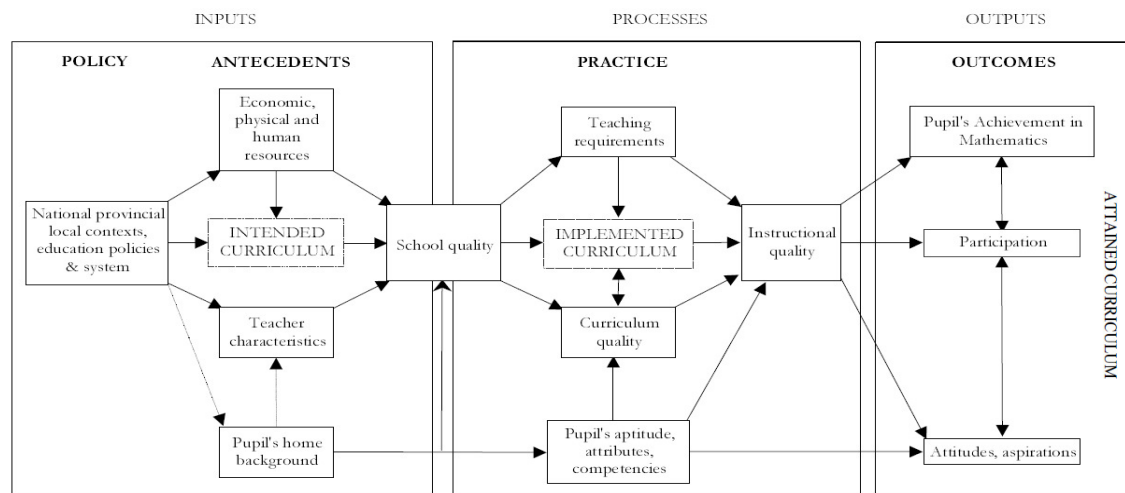 INPUTS
PROCESSES
OUTPUTS
POLICY
ANTECEDENTS
PRACTICE
OUTCOMES
Economic,
physical and
human
resources
Teaching
requirements
Pupil's Achievement in
Mathematics
National provincial
local contexts,
education policies
& system
INTENDED
CURRICULUM
School quality
IMPLEMENTED
CURRICULUM
Instructional
quality
Participation
ATTAINED CURRICULUM
Teacher
characteristics
Curriculum
quality
Pupil's home
background
Pupil's aptitude,
attributes,
competencies
Attitudes, aspirations